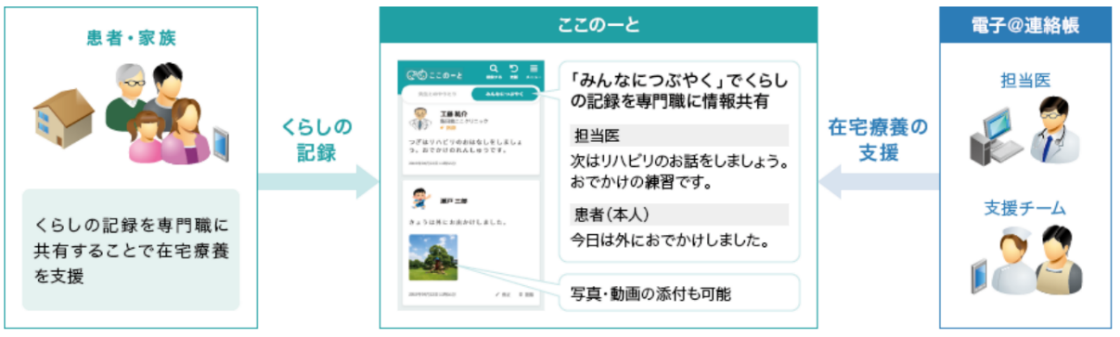 患者・家族
くらしの記録を専門職に
共有することで在宅療養
を支援
くらしの
記録
ここのーと
ここのーと
みんなにつぶやく
工藤 祐介
つぎはリハビリのおはなしをしましょ
う。おでかけのれんしゅうです。
瀬戸 三郎
きょうは外におおかけしました。
「みんなにつぶやく」でくらし
の記録を専門職に情報共有
担当医
次はリハビリのお話をしましょう。
おでかけの練習です。
患者(本人)
今日は外におでかけしました。
写真・動画の添付も可能
在宅療養の
支援
電子@連絡帳
担当医
支援チーム